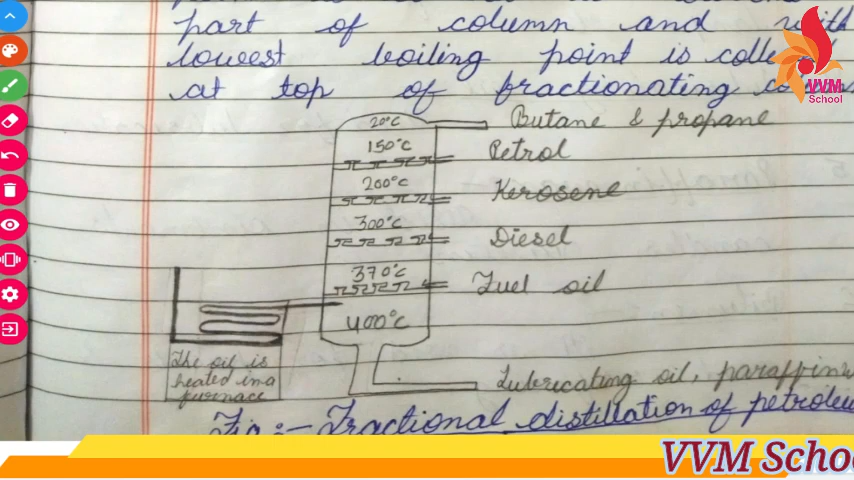 part of column and with
lowest boiling point is colle
at top of fractionating
VVM
School
20°C Butane & propane
150°C Petrol
200°C Kerosene
300°C Diesel
370°C Fuel oil
400°C
The oil is
heated in a
furnace
Lubricating oil, paraffin
Fig :- Fractional distillation of petroleu
VVM Schoo